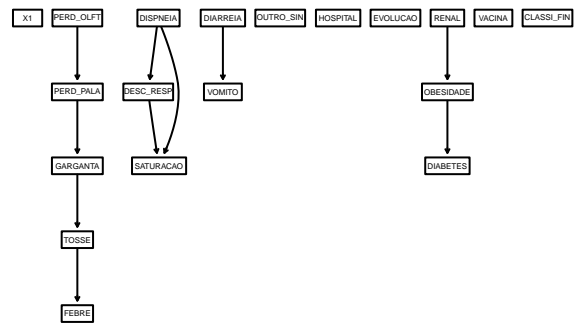 X1 PERD_OLFT DISPNEIA DIARREIA OUTRO_SIN HOSPITAL EVOLUCAO RENAL VACINA CLASSI_FIN
PERD_PALA DESC_RESP VOMITO OBESIDADE
GARGANTA SATURACAO DIABETES
TOSSE
FEBRE